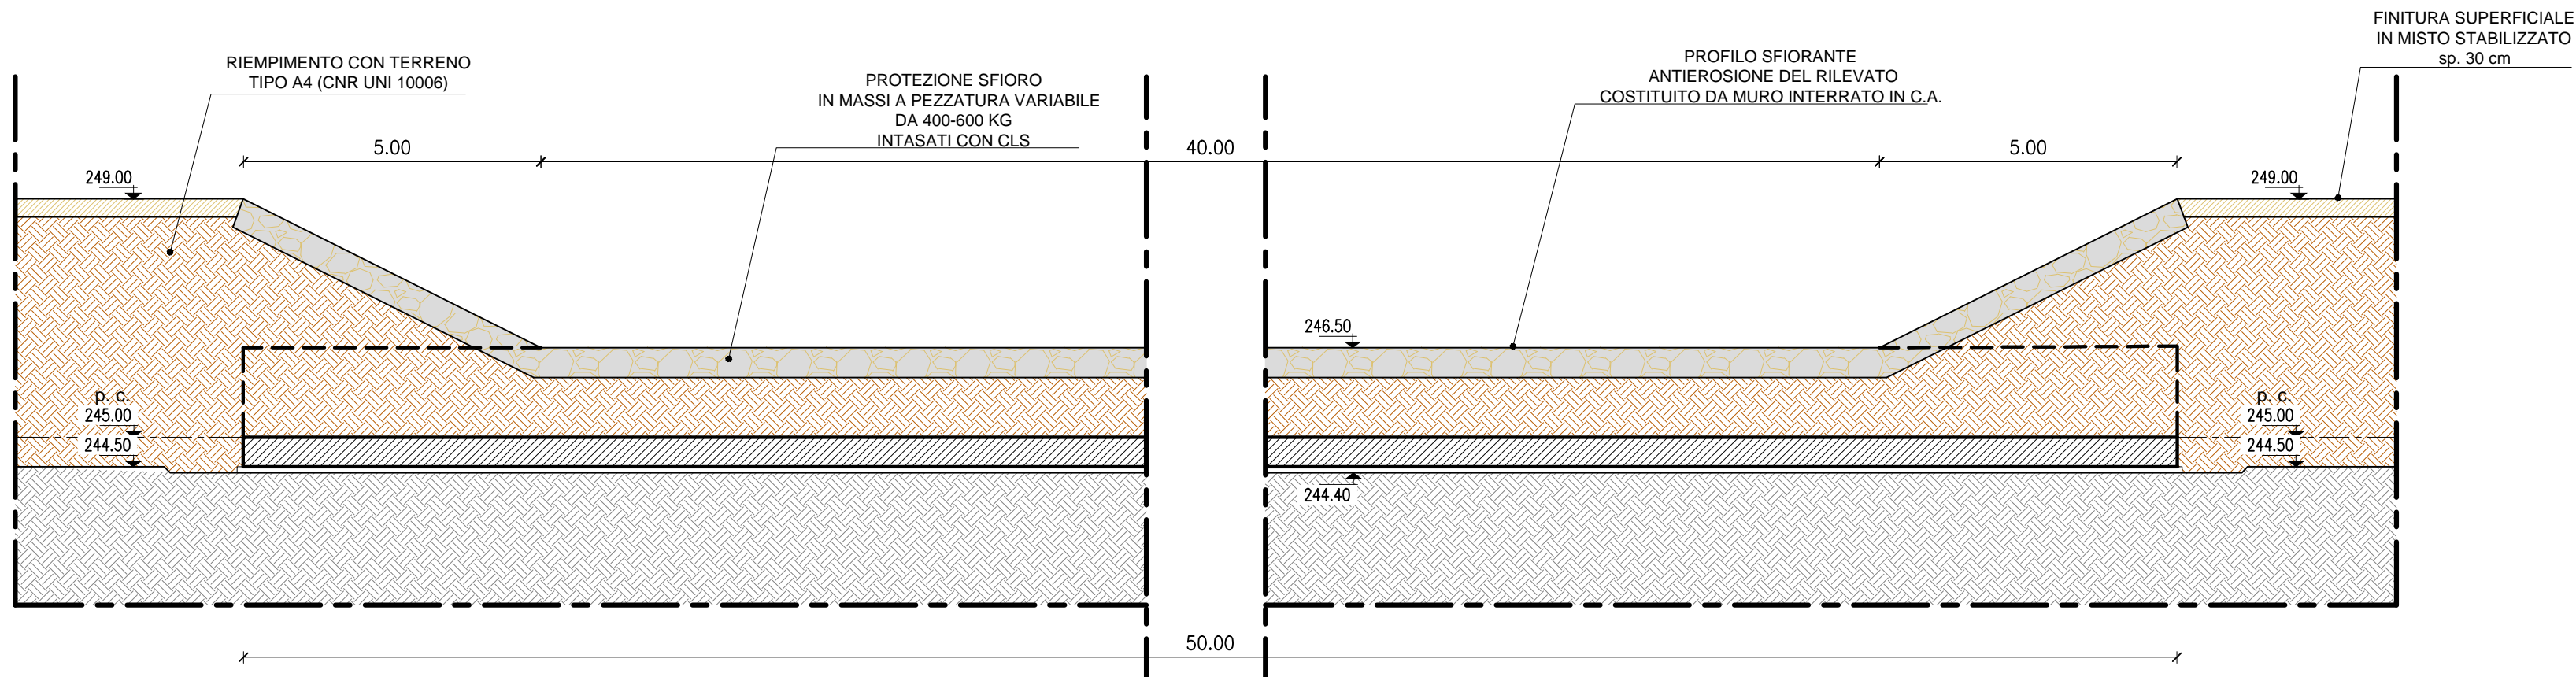 FINITURA SUPERFICIALE
IN MISTO STABILIZZATO
sp. 30 cm
RIEMPIMENTO CON TERRENO
TIPO A4 (CNR UNI 10006)
PROTEZIONE SFIORO
IN MASSI A PEZZATURA VARIABILE
DA 400-600 KG
INTASATI CON CLS
PROFILO SFIORANTE
ANTIEROSIONE DEL RILEVATO
COSTITUITO DA MURO INTERRATO IN C.A.
5.00
40.00
5.00
249.00
249.00
246.50
p. c.
245.00
244.50
p. c.
245.00
244.50
244.40
50.00